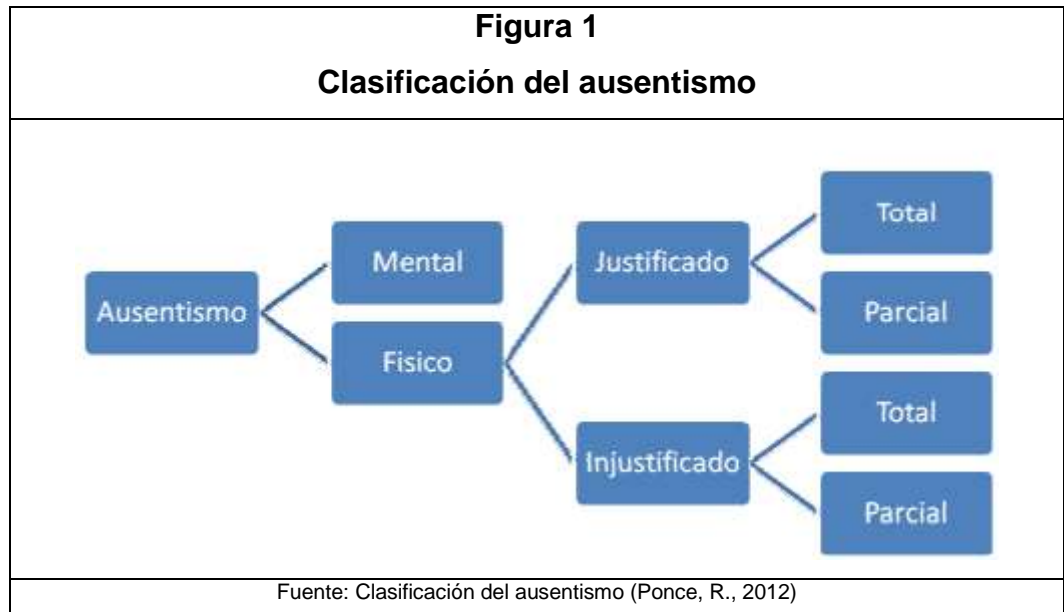 Figura 1
Clasificación del ausentismo
Ausentismo
Mental
Fisico
Justificado
Injustificado
Total
Parcial
Total
Parcial
Fuente: Clasificación del ausentismo (Ponce, R., 2012)